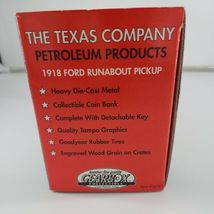 THE TEXAS COMPANY
PETROLEUM PRODUCTS
1918 FORD RUNABOUT PICKUP
★ Heavy Die-Cast Metal
★ Collectible Coin Bank
★ Complete With Detachable Key
★ Quality Tampo Graphics
★ Goodyear Rubber Tires
★ Engraved Wood Grain on Crates
GEARBOX